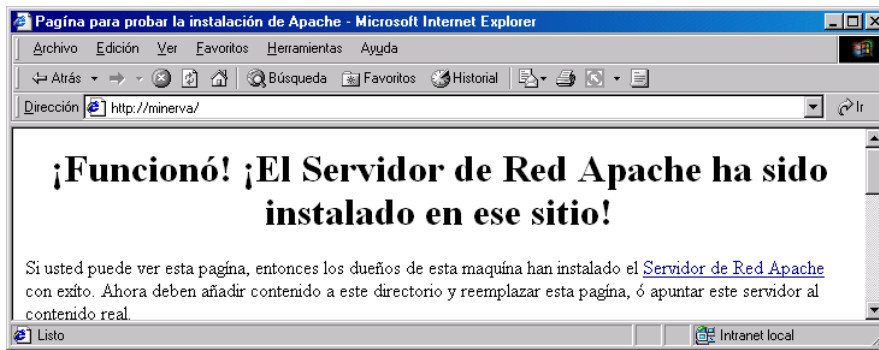 Pagína para probar la instalación de Apache - Microsoft Internet Explorer
Archivo Edición Ver Favoritos Herramientas Ayuda
Atrás Búsqueda Favoritos Historial
Dirección http://minerva/ Ir
¡Funcionó! ¡El Servidor de Red Apache ha sido
instalado en ese sitio!
Si usted puede ver esta pagína, entonces los dueños de esta maquína han instalado el Servidor de Red Apache
con exíto. Ahora deben añadir contenido a este directorio y reemplazar esta pagína, ó apuntar este servidor al
contenido real.
Listo Intranet local